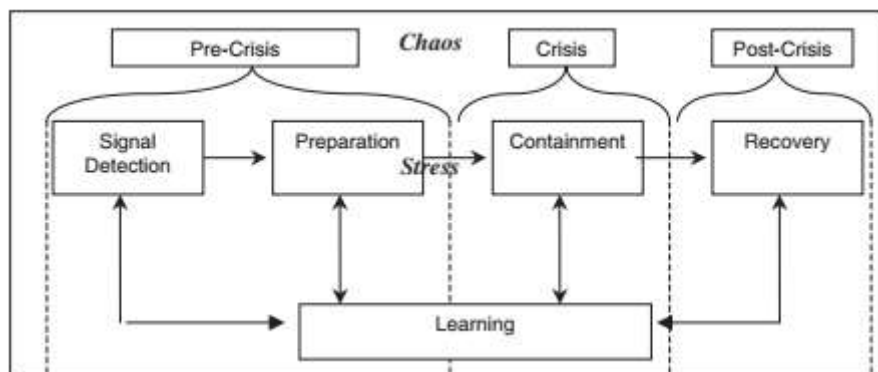 Pre-Crisis
Chaos
Crisis
Post-Crisis
Signal
Detection
Preparation
Stress
Containment
Recovery
Learning